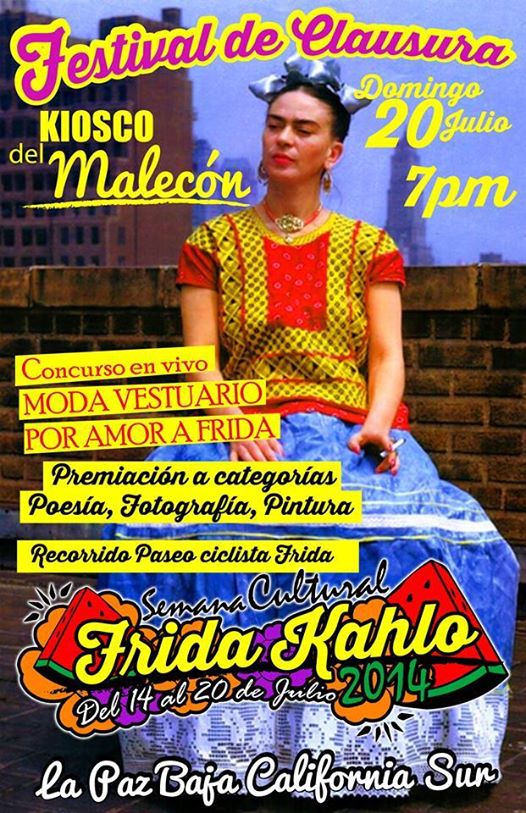 Festival de Clausura
Domingo
20 Julio
7pm
KIOSCO
del Malecón
Concurso en vivo
MODA VESTUARIO
POR AMOR A FRIDA
Premiación a categorías
Poesía, Fotografía, Pintura
Recorrido Paseo ciclista Frida
Semana Cultural
Frida Kahlo
Del 14 al 20 de Julio 2014
La Paz Baja California Sur